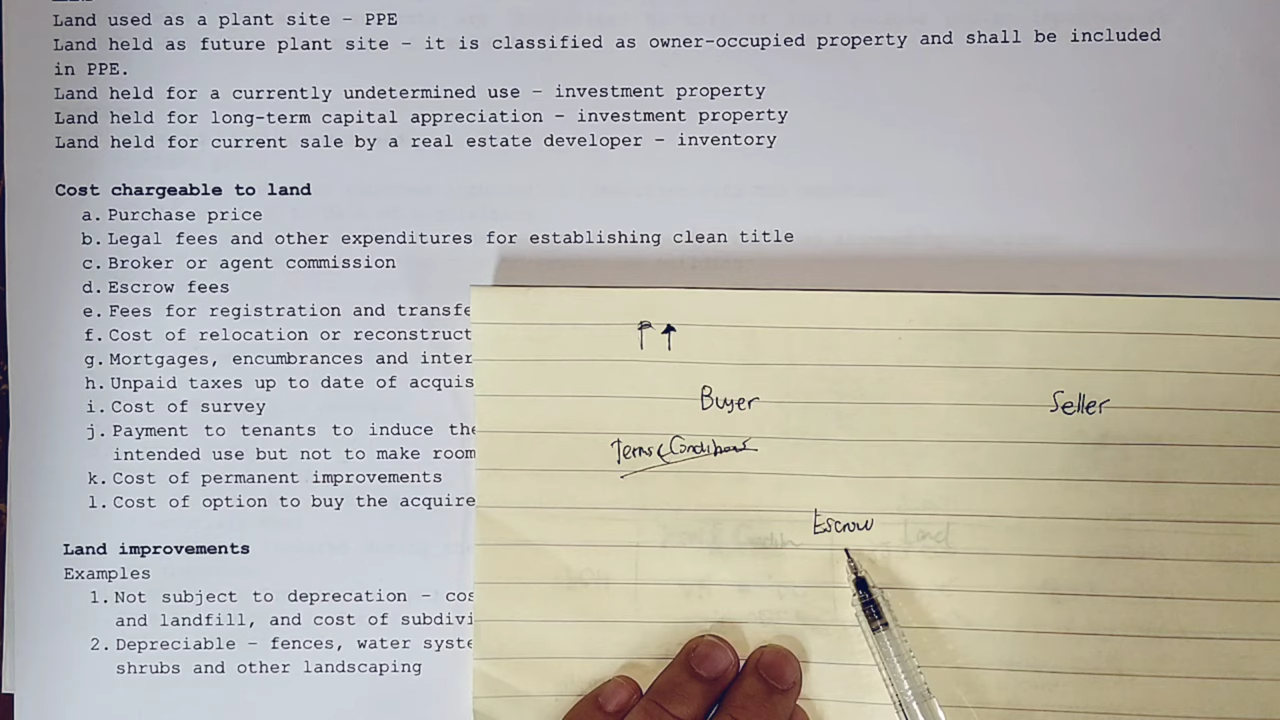 Land used as a plant site – PPE
Land held as future plant site – it is classified as owner-occupied property and shall be included
in PPE.
Land held for a currently undetermined use – investment property
Land held for long-term capital appreciation – investment property
Land held for current sale by a real estate developer – inventory
Cost chargeable to land
a. Purchase price
b. Legal fees and other expenditures for establishing clean title
c. Broker or agent commission
d. Escrow fees
e. Fees for registration and transfe
f. Cost of relocation or reconstruct
g. Mortgages, encumbrances and inter
h. Unpaid taxes up to date of acquis
i. Cost of survey
j. Payment to tenants to induce the
intended use but not to make room
k. Cost of permanent improvements
l. Cost of option to buy the acquire
Land improvements
Examples
1. Not subject to deprecation – cos
and landfill, and cost of subdivi
2. Depreciable – fences, water syste
shrubs and other landscaping
Buyer Seller
Terms & Conditions
Escrow